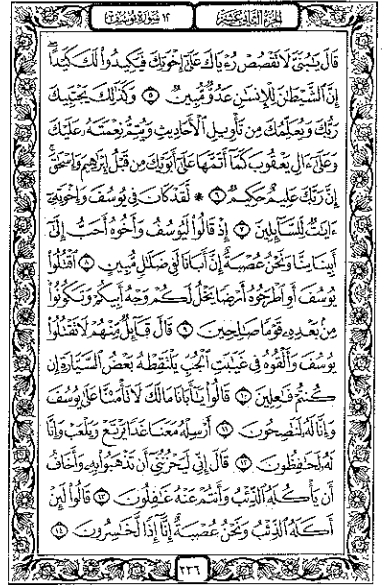 الجزء الثاني عشر
١٢ سورة يوسف
قَالَ يَٰبُنَىَّ لَا تَقْصُصْ رُءْيَاكَ عَلَىٰٓ إِخْوَتِكَ فَيَكِيدُوا۟ لَكَ كَيْدًا ۖ
إِنَّ ٱلشَّيْطَٰنَ لِلْإِنسَٰنِ عَدُوٌّ مُّبِينٌ ٥ وَكَذَٰلِكَ يَجْتَبِيكَ
رَبُّكَ وَيُعَلِّمُكَ مِن تَأْوِيلِ ٱلْأَحَادِيثِ وَيُتِمُّ نِعْمَتَهُۥ عَلَيْكَ
وَعَلَىٰٓ ءَالِ يَعْقُوبَ كَمَآ أَتَمَّهَا عَلَىٰٓ أَبَوَيْكَ مِن قَبْلُ إِبْرَٰهِيمَ وَإِسْحَٰقَ ۚ
إِنَّ رَبَّكَ عَلِيمٌ حَكِيمٌ ٦ * لَّقَدْ كَانَ فِى يُوسُفَ وَإِخْوَتِهِۦٓ
ءَايَٰتٌ لِّلسَّآئِلِينَ ٧ إِذْ قَالُوا۟ لَيُوسُفُ وَأَخُوهُ أَحَبُّ إِلَىٰٓ
أَبِينَا مِنَّا وَنَحْنُ عُصْبَةٌ إِنَّ أَبَانَا لَفِى ضَلَٰلٍ مُّبِينٍ ٨ ٱقْتُلُوا۟
يُوسُفَ أَوِ ٱطْرَحُوهُ أَرْضًا يَخْلُ لَكُمْ وَجْهُ أَبِيكُمْ وَتَكُونُوا۟
مِنۢ بَعْدِهِۦ قَوْمًا صَٰلِحِينَ ٩ قَالَ قَآئِلٌ مِّنْهُمْ لَا تَقْتُلُوا۟
يُوسُفَ وَأَلْقُوهُ فِى غَيَٰبَتِ ٱلْجُبِّ يَلْتَقِطْهُ بَعْضُ ٱلسَّيَّارَةِ إِن
كُنتُمْ فَٰعِلِينَ ١٠ قَالُوا۟ يَٰٓأَبَانَا مَا لَكَ لَا تَأْمَ۫نَّا عَلَىٰ يُوسُفَ
وَإِنَّا لَهُۥ لَنَٰصِحُونَ ١١ أَرْسِلْهُ مَعَنَا غَدًا يَرْتَعْ وَيَلْعَبْ وَإِنَّا
لَهُۥ لَحَٰفِظُونَ ١٢ قَالَ إِنِّى لَيَحْزُنُنِىٓ أَن تَذْهَبُوا۟ بِهِۦ وَأَخَافُ
أَن يَأْكُلَهُ ٱلذِّئْبُ وَأَنتُمْ عَنْهُ غَٰفِلُونَ ١٣ قَالُوا۟ لَئِنْ
أَكَلَهُ ٱلذِّئْبُ وَنَحْنُ عُصْبَةٌ إِنَّآ إِذًا لَّخَٰسِرُونَ ١٤
٢٣٦